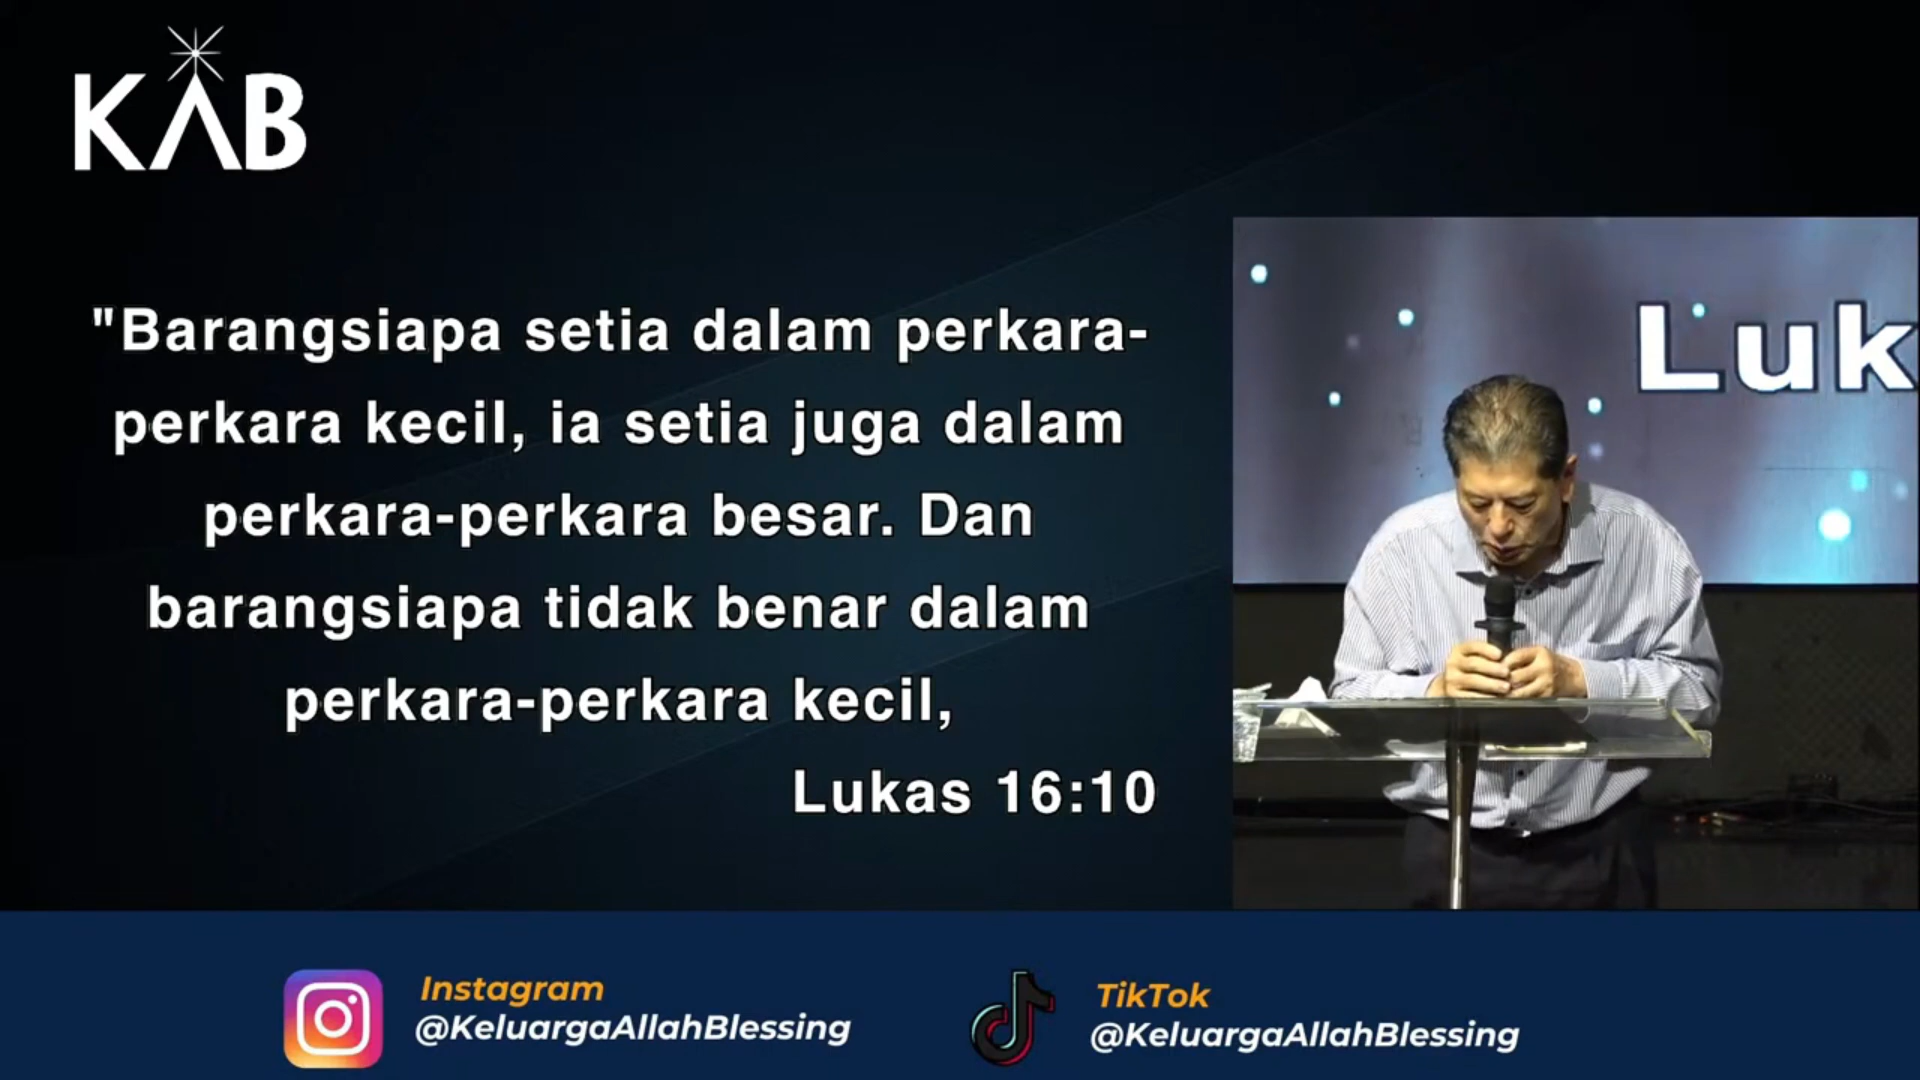 KAB
"Barangsiapa setia dalam perkara-
perkara kecil, ia setia juga dalam
perkara-perkara besar. Dan
barangsiapa tidak benar dalam
perkara-perkara kecil,
Lukas 16:10
Luk
Instagram
@KeluargaAllahBlessing
TikTok
@KeluargaAllahBlessing